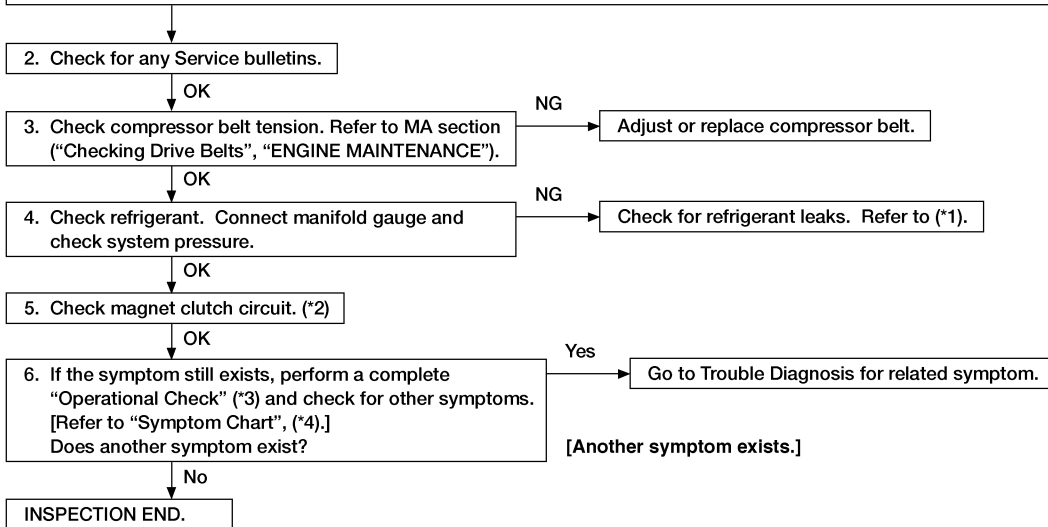 2. Check for any Service bulletins.
OK
3. Check compressor belt tension. Refer to MA section
("Checking Drive Belts", "ENGINE MAINTENANCE").
NG
Adjust or replace compressor belt.
OK
4. Check refrigerant. Connect manifold gauge and
check system pressure.
NG
Check for refrigerant leaks. Refer to (*1).
OK
5. Check magnet clutch circuit. (*2)
OK
6. If the symptom still exists, perform a complete
"Operational Check" (*3) and check for other symptoms.
[Refer to "Symptom Chart", (*4).]
Does another symptom exist?
Yes
Go to Trouble Diagnosis for related symptom.
[Another symptom exists.]
No
INSPECTION END.